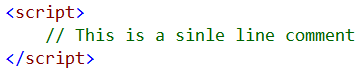 <script>
// This is a sinle line comment
</script>